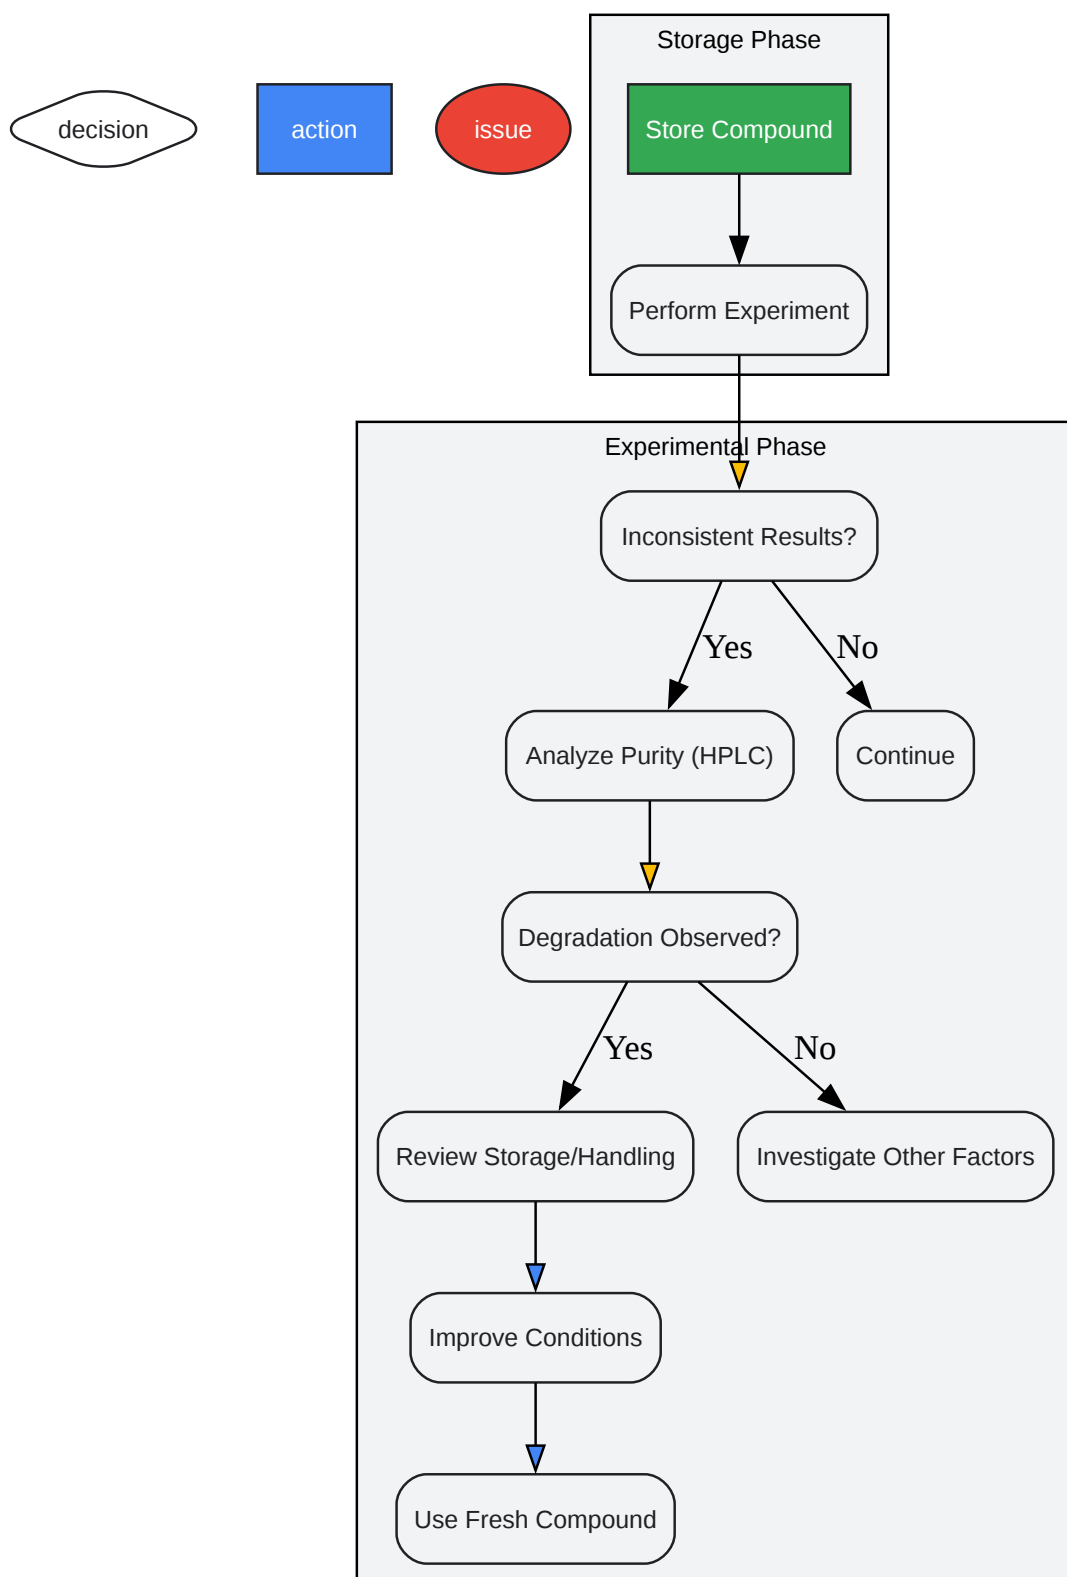 Storage Phase
decision
action
issue
Store Compound
Perform Experiment
Experimental Phase
Inconsistent Results?
Yes
No
Analyze Purity (HPLC)
Continue
Degradation Observed?
Yes
No
Review Storage/Handling
Investigate Other Factors
Improve Conditions
Use Fresh Compound